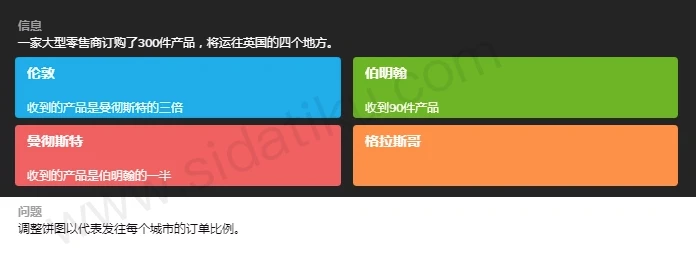 信息
一家大型零售商订购了300件产品，将运往英国的四个地方。
伦敦
收到的产品是曼彻斯特的三倍
伯明翰
收到90件产品
曼彻斯特
收到的产品是伯明翰的一半
格拉斯哥
问题
调整饼图以代表发往每个城市的订单比例。
www.sidatiku.com